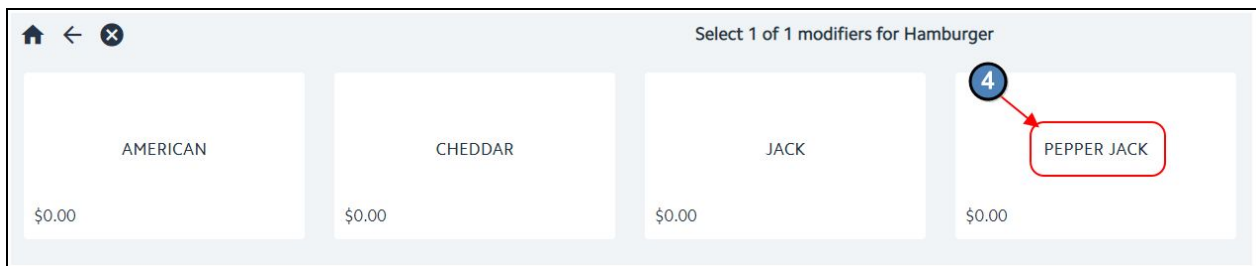 Select 1 of 1 modifiers for Hamburger
4
AMERICAN
CHEDDAR
JACK
PEPPER JACK
$0.00
$0.00
$0.00
$0.00